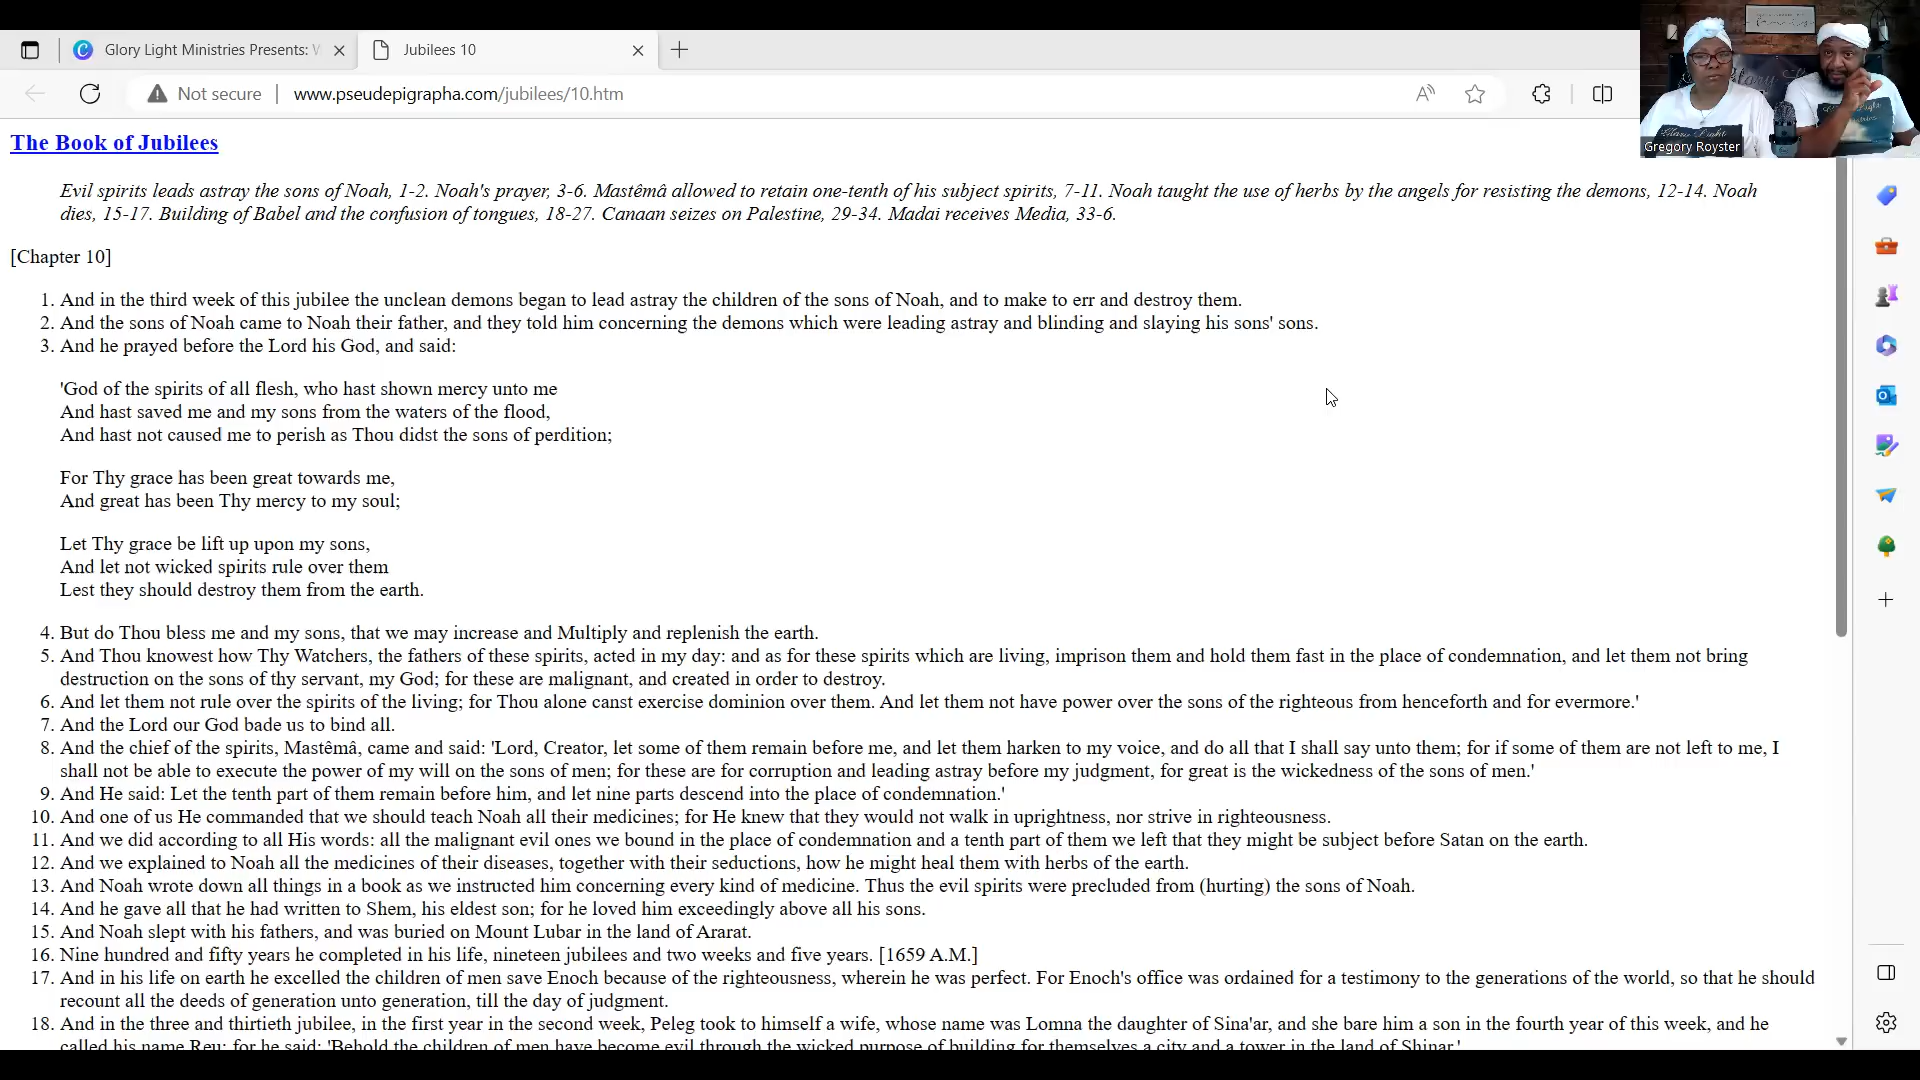 Glory Light Ministries Presents: W
Jubilees 10
Not secure
www.pseudepigrapha.com/jubilees/10.htm
Gregory Royster
The Book of Jubilees
Evil spirits leads astray the sons of Noah, 1-2. Noah's prayer, 3-6. Mastêmâ allowed to retain one-tenth of his subject spirits, 7-11. Noah taught the use of herbs by the angels for resisting the demons, 12-14. Noah
dies, 15-17. Building of Babel and the confusion of tongues, 18-27. Canaan seizes on Palestine, 29-34. Madai receives Media, 33-6.
[Chapter 10]
1. And in the third week of this jubilee the unclean demons began to lead astray the children of the sons of Noah, and to make to err and destroy them.
2. And the sons of Noah came to Noah their father, and they told him concerning the demons which were leading astray and blinding and slaying his sons' sons.
3. And he prayed before the Lord his God, and said:
'God of the spirits of all flesh, who hast shown mercy unto me
And hast saved me and my sons from the waters of the flood,
And hast not caused me to perish as Thou didst the sons of perdition;
For Thy grace has been great towards me,
And great has been Thy mercy to my soul;
Let Thy grace be lift up upon my sons,
And let not wicked spirits rule over them
Lest they should destroy them from the earth.
4. But do Thou bless me and my sons, that we may increase and Multiply and replenish the earth.
5. And Thou knowest how Thy Watchers, the fathers of these spirits, acted in my day: and as for these spirits which are living, imprison them and hold them fast in the place of condemnation, and let them not bring
destruction on the sons of thy servant, my God; for these are malignant, and created in order to destroy.
6. And let them not rule over the spirits of the living; for Thou alone canst exercise dominion over them. And let them not have power over the sons of the righteous from henceforth and for evermore.'
7. And the Lord our God bade us to bind all.
8. And the chief of the spirits, Mastêmâ, came and said: 'Lord, Creator, let some of them remain before me, and let them harken to my voice, and do all that I shall say unto them; for if some of them are not left to me, I
shall not be able to execute the power of my will on the sons of men; for these are for corruption and leading astray before my judgment, for great is the wickedness of the sons of men.'
9. And He said: Let the tenth part of them remain before him, and let nine parts descend into the place of condemnation.'
10. And one of us He commanded that we should teach Noah all their medicines; for He knew that they would not walk in uprightness, nor strive in righteousness.
11. And we did according to all His words: all the malignant evil ones we bound in the place of condemnation and a tenth part of them we left that they might be subject before Satan on the earth.
12. And we explained to Noah all the medicines of their diseases, together with their seductions, how he might heal them with herbs of the earth.
13. And Noah wrote down all things in a book as we instructed him concerning every kind of medicine. Thus the evil spirits were precluded from (hurting) the sons of Noah.
14. And he gave all that he had written to Shem, his eldest son; for he loved him exceedingly above all his sons.
15. And Noah slept with his fathers, and was buried on Mount Lubar in the land of Ararat.
16. Nine hundred and fifty years he completed in his life, nineteen jubilees and two weeks and five years. [1659 A.M.]
17. And in his life on earth he excelled the children of men save Enoch because of the righteousness, wherein he was perfect. For Enoch's office was ordained for a testimony to the generations of the world, so that he should
recount all the deeds of generation unto generation, till the day of judgment.
18. And in the three and thirtieth jubilee, in the first year in the second week, Peleg took to himself a wife, whose name was Lomna the daughter of Sina'ar, and she bare him a son in the fourth year of this week, and he
called his name Reu; for he said: 'Behold the children of men have become evil through the wicked purpose of building for themselves a city and a tower in the land of Shinar.'